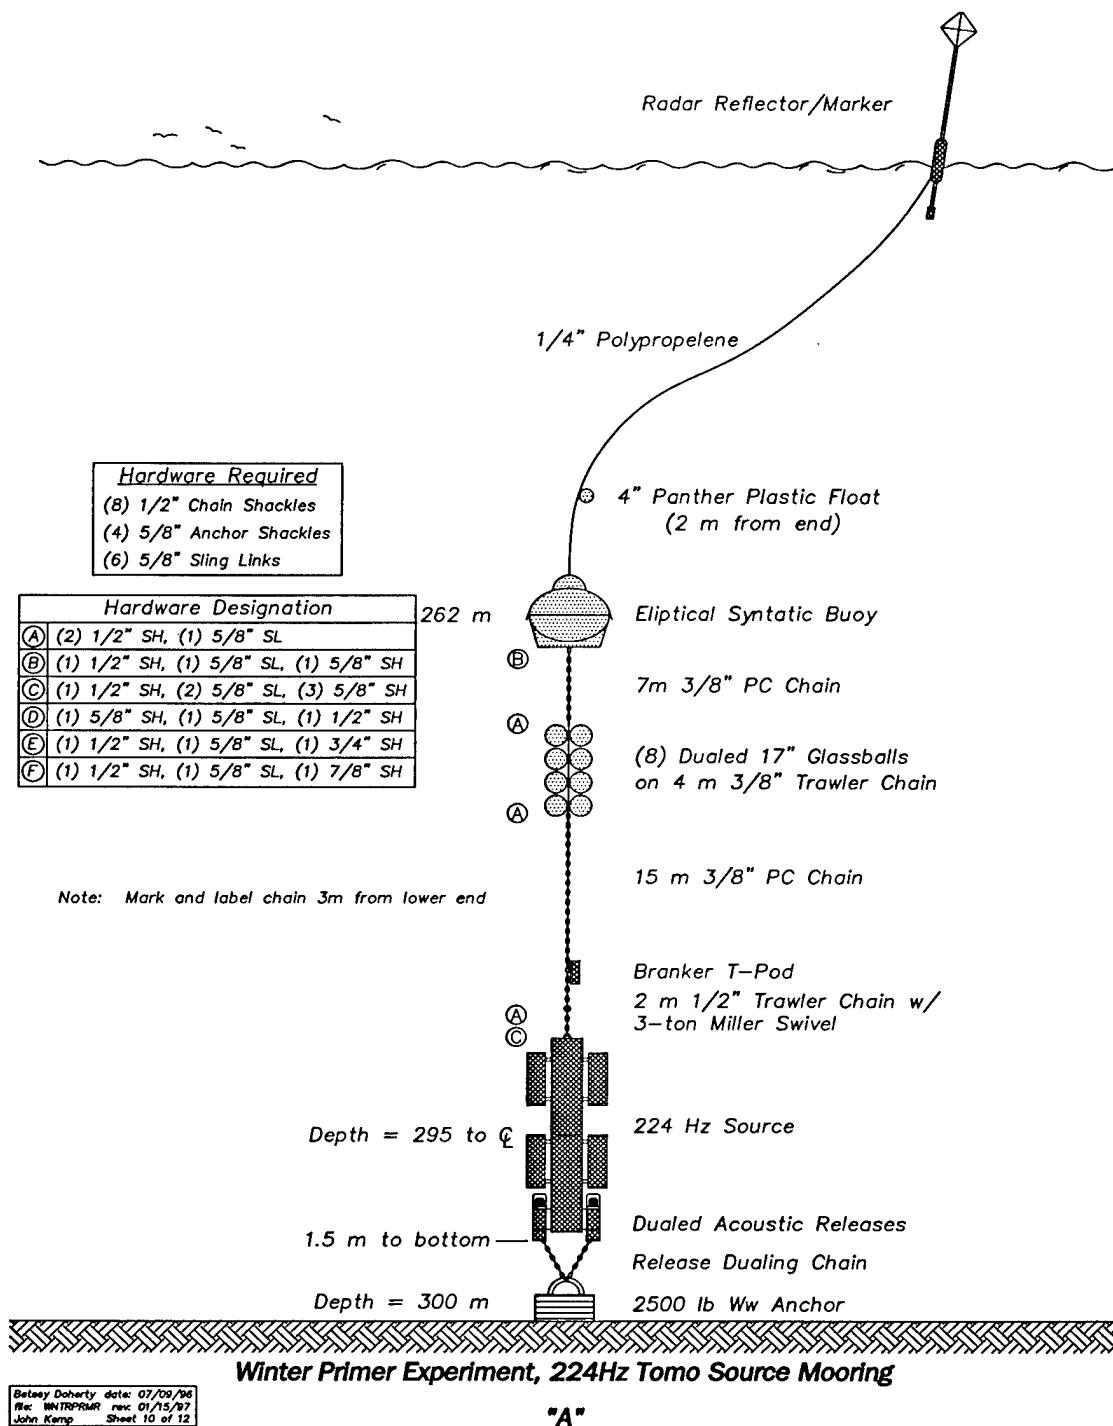 Radar Reflector/Marker
1/4" Polypropelene
Hardware Required
(8) 1/2" Chain Shackles
(4) 5/8" Anchor Shackles
(6) 5/8" Sling Links
4" Panther Plastic Float
(2 m from end)
Hardware Designation
A (2) 1/2" SH, (1) 5/8" SL
B (1) 1/2" SH, (1) 5/8" SL, (1) 5/8" SH
C (1) 1/2" SH, (2) 5/8" SL, (3) 5/8" SH
D (1) 5/8" SH, (1) 5/8" SL, (1) 1/2" SH
E (1) 1/2" SH, (1) 5/8" SL, (1) 3/4" SH
F (1) 1/2" SH, (1) 5/8" SL, (1) 7/8" SH
262 m
Eliptical Syntatic Buoy
B
7m 3/8" PC Chain
A
(8) Dualed 17" Glassballs
on 4 m 3/8" Trawler Chain
A
15 m 3/8" PC Chain
Note: Mark and label chain 3m from lower end
Branker T-Pod
2 m 1/2" Trawler Chain w/
3-ton Miller Swivel
A
C
224 Hz Source
Depth = 295 to ℄
Dualed Acoustic Releases
1.5 m to bottom
Release Dualing Chain
Depth = 300 m
2500 lb Ww Anchor
Winter Primer Experiment, 224Hz Tomo Source Mooring
"A"
Betsey Doherty date: 07/09/96
file: WNTRPRMR rev: 01/15/97
John Kemp Sheet 10 of 12